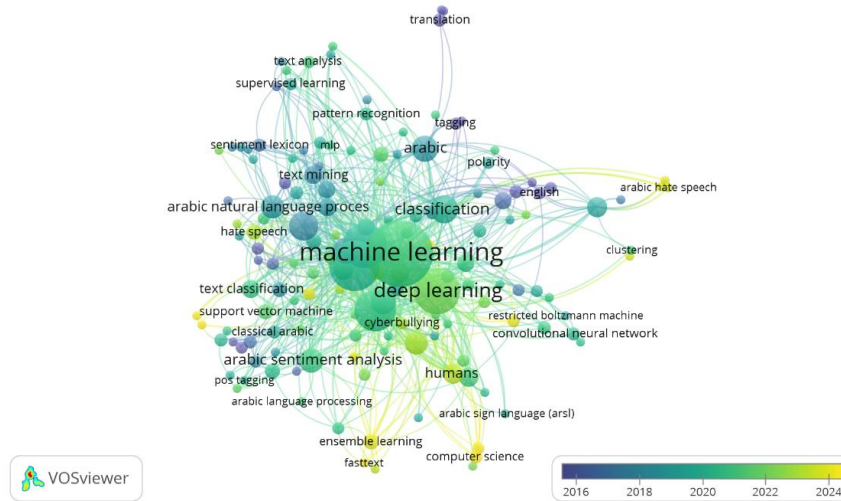 translation
text analysis
supervised learning
pattern recognition
tagging
sentiment lexicon
mlp
arabic
polarity
text mining
english
arabic hate speech
arabic natural language proces
classification
hate speech
machine learning
clustering
text classification
deep learning
support vector machine
restricted boltzmann machine
cyberbullying
classical arabic
convolutional neural network
arabic sentiment analysis
pos tagging
humans
arabic language processing
arabic sign language (arsl)
ensemble learning
fasttext
computer science
VOSviewer
2016 2018 2020 2022 2024